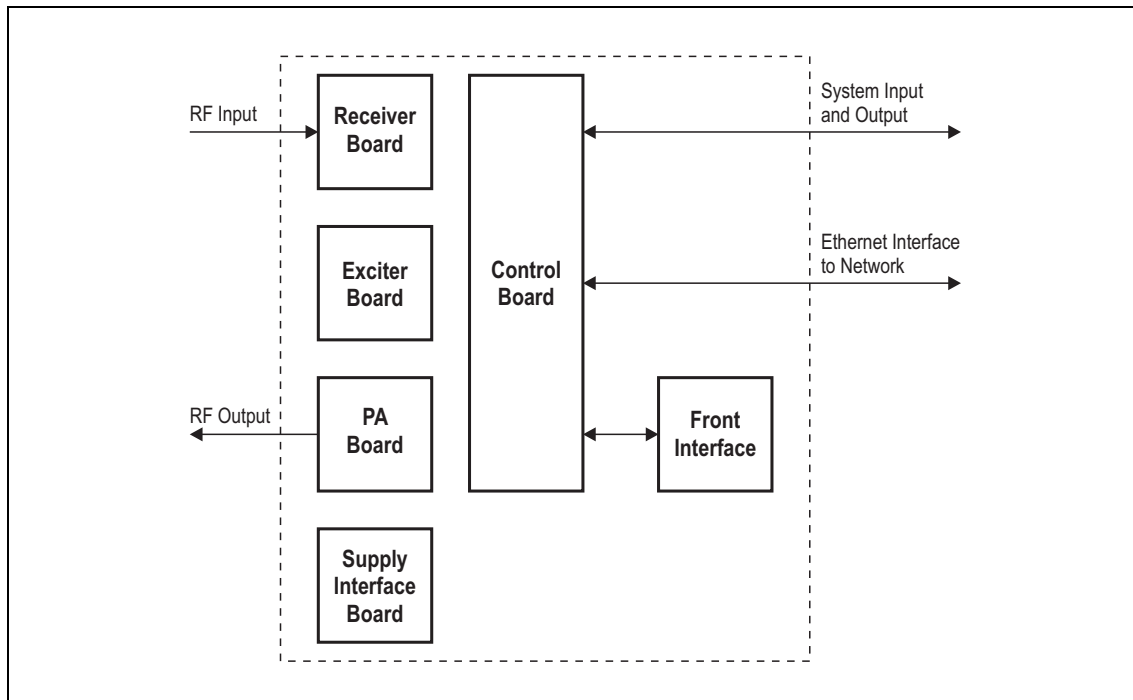 RF Input
Receiver
Board
System Input
and Output
Exciter
Board
Control
Board
Ethernet Interface
to Network
RF Output
PA
Board
Front
Interface
Supply
Interface
Board